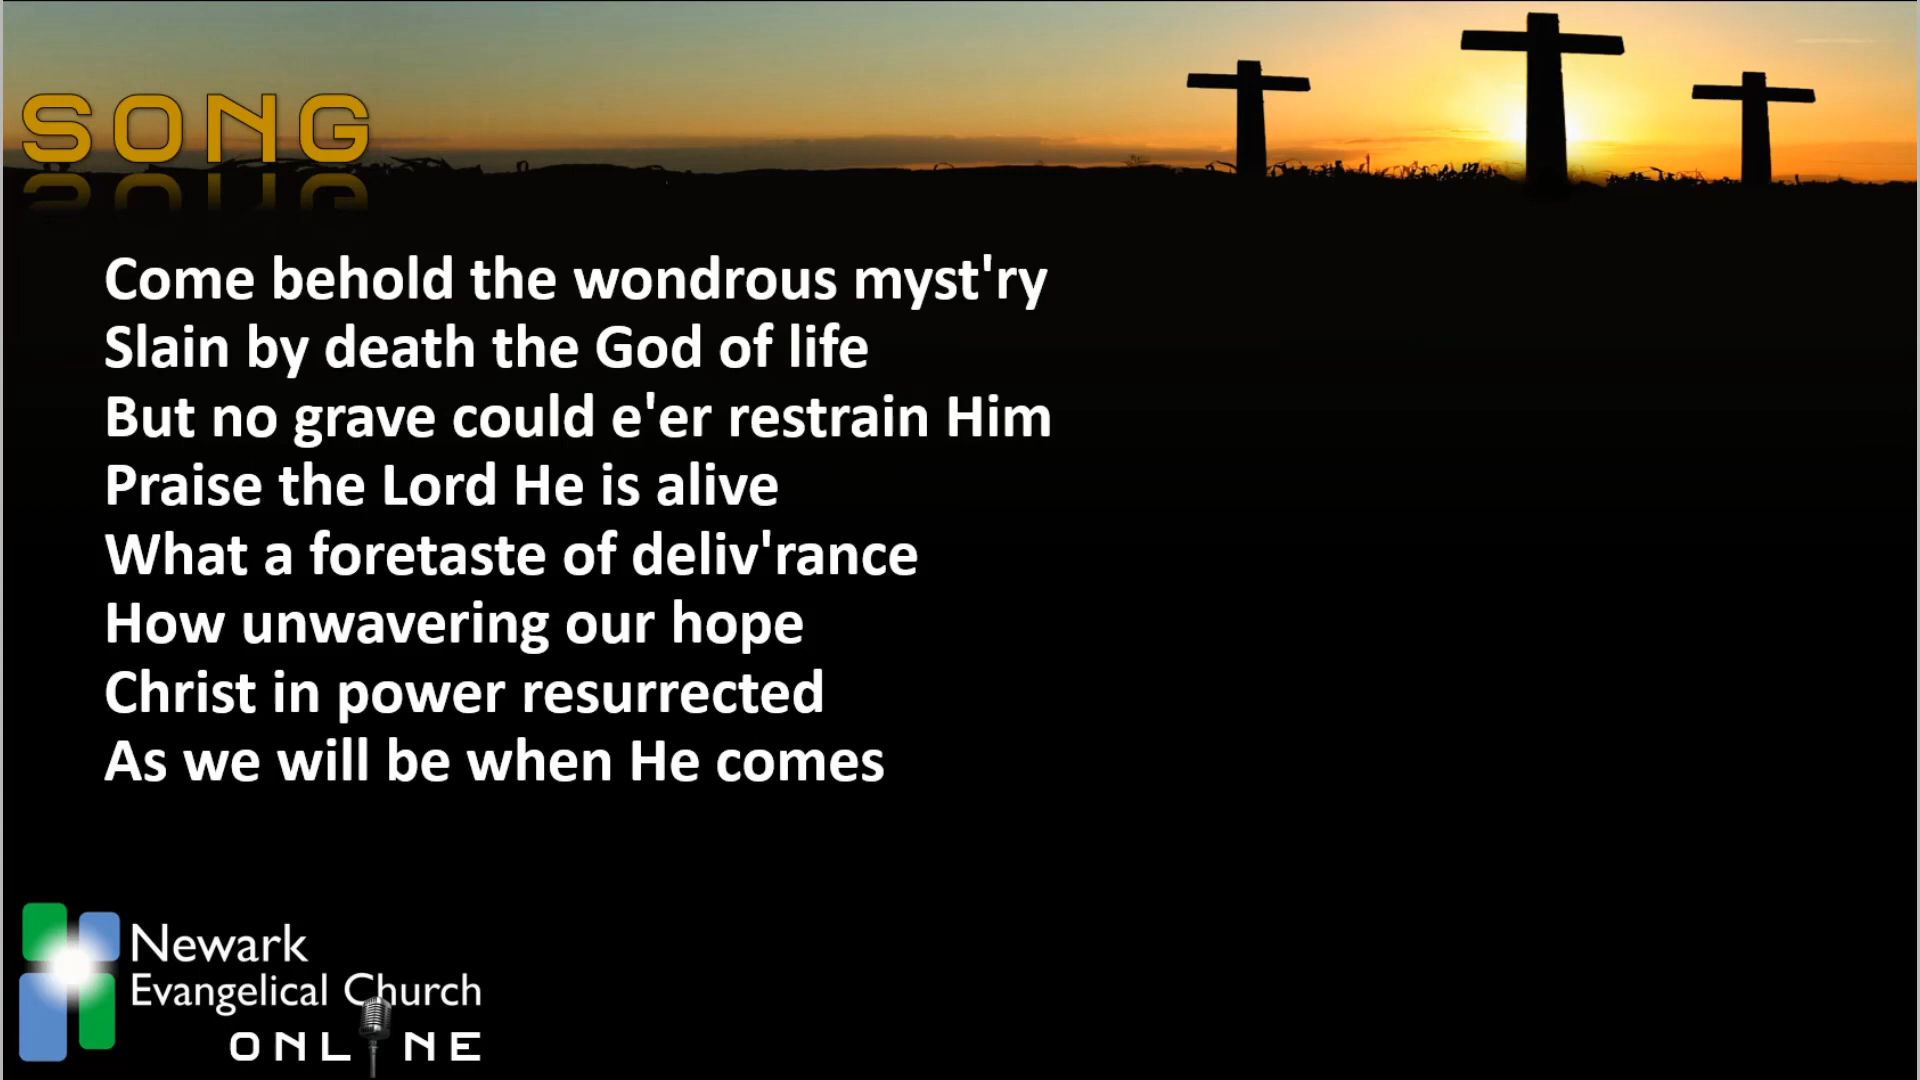 SONG
Come behold the wondrous myst'ry
Slain by death the God of life
But no grave could e'er restrain Him
Praise the Lord He is alive
What a foretaste of deliv'rance
How unwavering our hope
Christ in power resurrected
As we will be when He comes
Newark
Evangelical Church
ONLINE